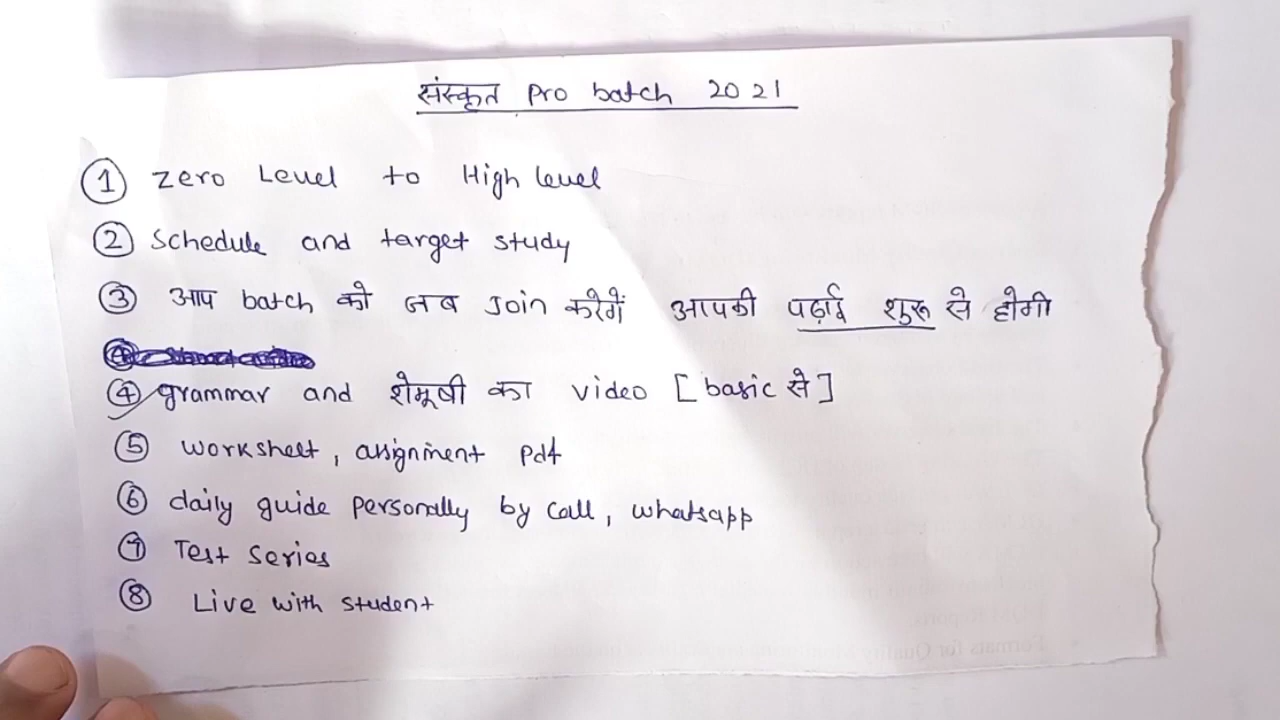 संस्कृत Pro batch 2021
① Zero Level to High level
② Schedule and target study
③ आप batch को जब Join करेगें आपकी पढ़ाई शुरू से होगी
④ grammar and शेमूषी का video [basic से]
⑤ worksheet, assignment pdf
⑥ daily guide personally by call, whatsapp
⑦ Test Series
⑧ Live with student